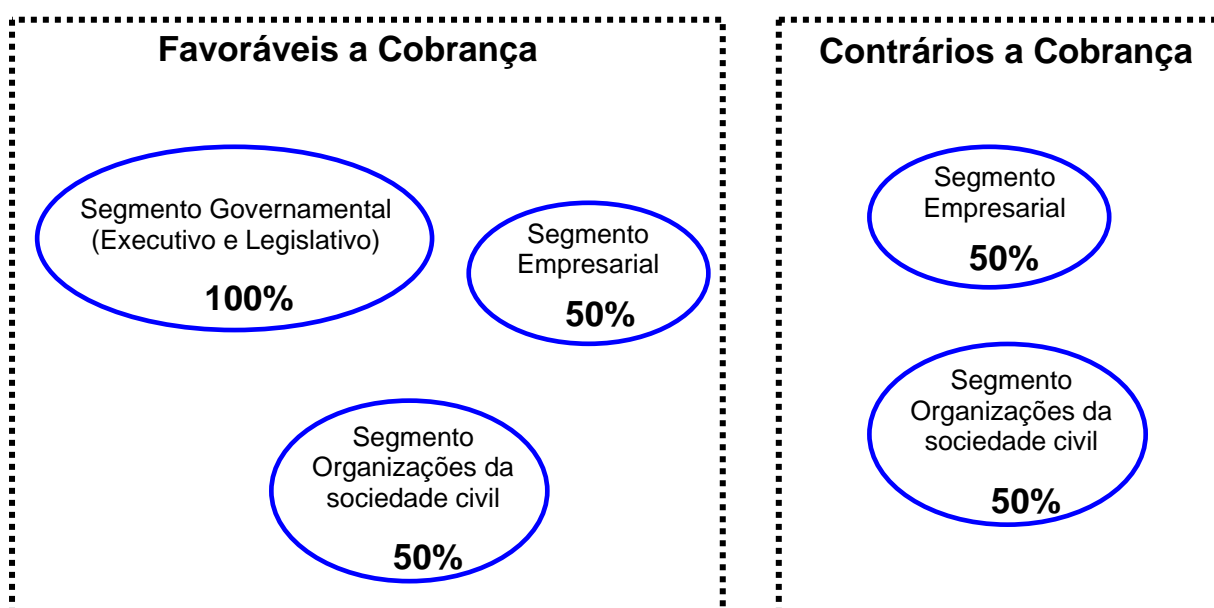 Favoráveis a Cobrança
Segmento Governamental
(Executivo e Legislativo)
100%
Segmento
Empresarial
50%
Segmento
Organizações da
sociedade civil
50%
Contrários a Cobrança
Segmento
Empresarial
50%
Segmento
Organizações da
sociedade civil
50%